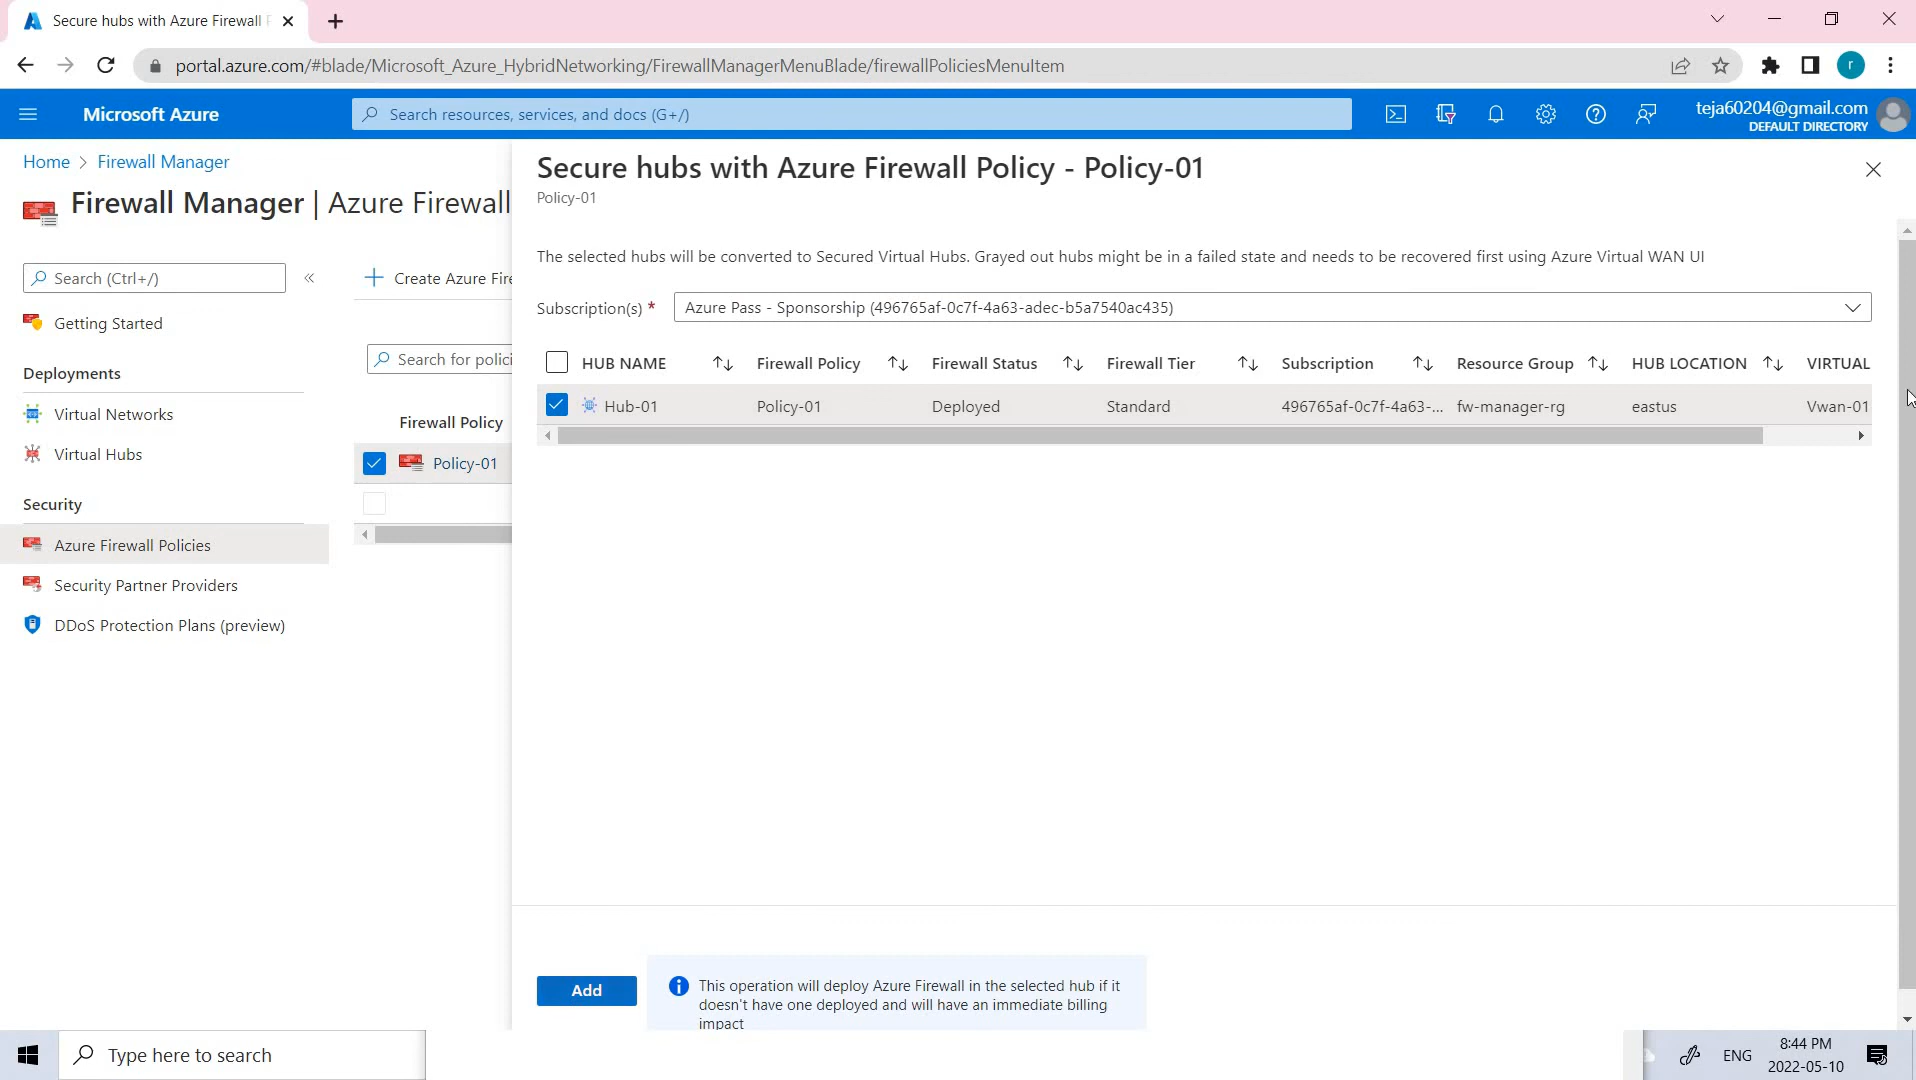 Secure hubs with Azure Firewall P
portal.azure.com/#blade/Microsoft_Azure_HybridNetworking/FirewallManagerMenuBlade/firewallPoliciesMenuItem
r
Microsoft Azure
Search resources, services, and docs (G+/)
teja60204@gmail.com
DEFAULT DIRECTORY
Home > Firewall Manager
Firewall Manager | Azure Firewall
Search (Ctrl+/)
«
Getting Started
Deployments
Virtual Networks
Virtual Hubs
Security
Azure Firewall Policies
Security Partner Providers
DDoS Protection Plans (preview)
+ Create Azure Fire
Search for polici
Firewall Policy
Policy-01
Secure hubs with Azure Firewall Policy - Policy-01
Policy-01
The selected hubs will be converted to Secured Virtual Hubs. Grayed out hubs might be in a failed state and needs to be recovered first using Azure Virtual WAN UI
Subscription(s) * Azure Pass - Sponsorship (496765af-0c7f-4a63-adec-b5a7540ac435)
HUB NAME Firewall Policy Firewall Status Firewall Tier Subscription Resource Group HUB LOCATION VIRTUAL
Hub-01 Policy-01 Deployed Standard 496765af-0c7f-4a63-... fw-manager-rg eastus Vwan-01
Add
This operation will deploy Azure Firewall in the selected hub if it
doesn't have one deployed and will have an immediate billing
impact
Type here to search
ENG
8:44 PM
2022-05-10